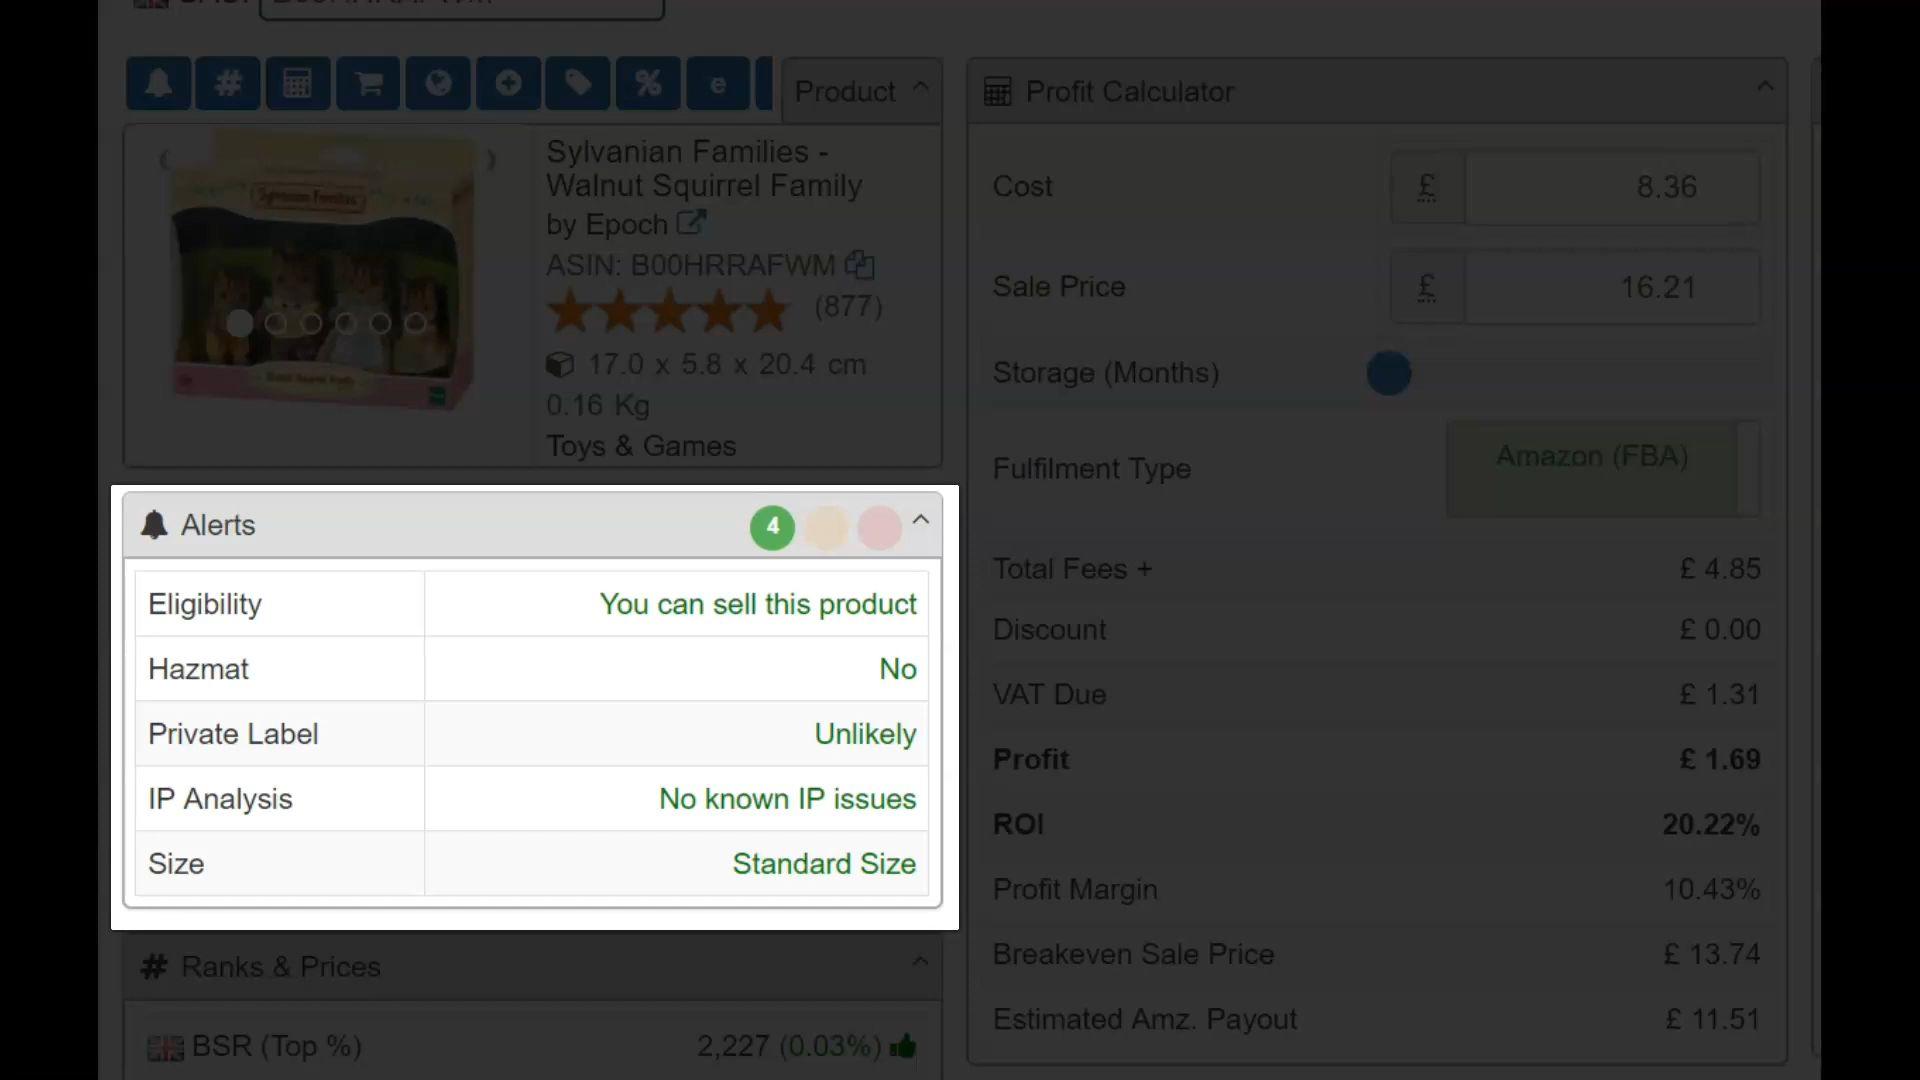 Product
Sylvanian Families -
Walnut Squirrel Family
by Epoch
ASIN: B00HRRAFWM
(877)
17.0 x 5.8 x 20.4 cm
0.16 Kg
Toys & Games
Sylvanian Families
Alerts
4
Eligibility You can sell this product
Hazmat No
Private Label Unlikely
IP Analysis No known IP issues
Size Standard Size
# Ranks & Prices
BSR (Top %) 2,227 (0.03%)
Profit Calculator
Cost £ 8.36
Sale Price £ 16.21
Storage (Months)
Fulfilment Type Amazon (FBA)
Total Fees + £ 4.85
Discount £ 0.00
VAT Due £ 1.31
Profit £ 1.69
ROI 20.22%
Profit Margin 10.43%
Breakeven Sale Price £ 13.74
Estimated Amz. Payout £ 11.51